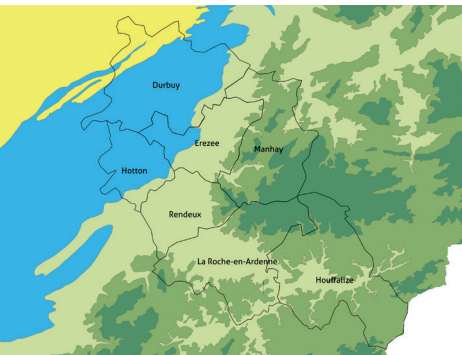 Durbuy
Erezee
Manhay
Hotton
Rendeux
La Roche-en-Ardenne
Houffalize